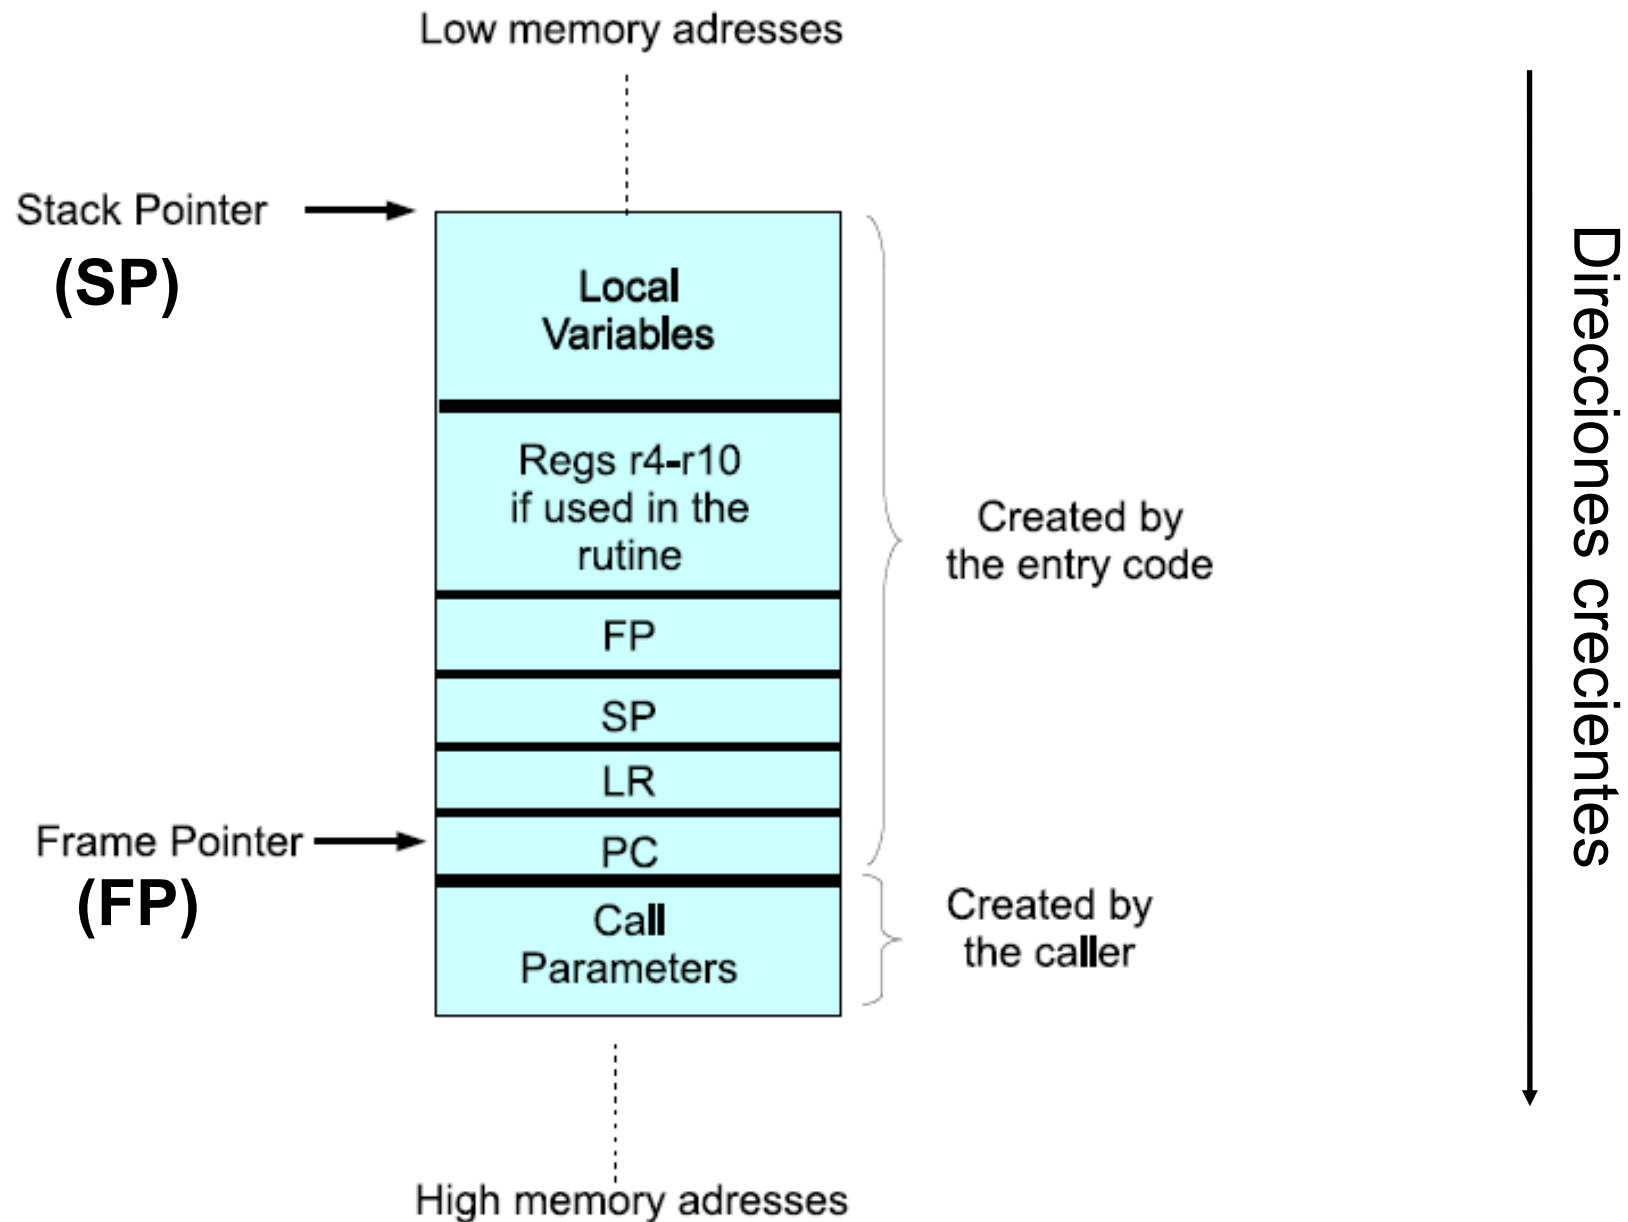 Low memory adresses
Stack Pointer
(SP)
Local
Variables
Regs r4-r10
if used in the
rutine
FP
SP
LR
PC
Frame Pointer
(FP)
Call
Parameters
Created by
the entry code
Created by
the caller
High memory adresses
Direcciones crecientes